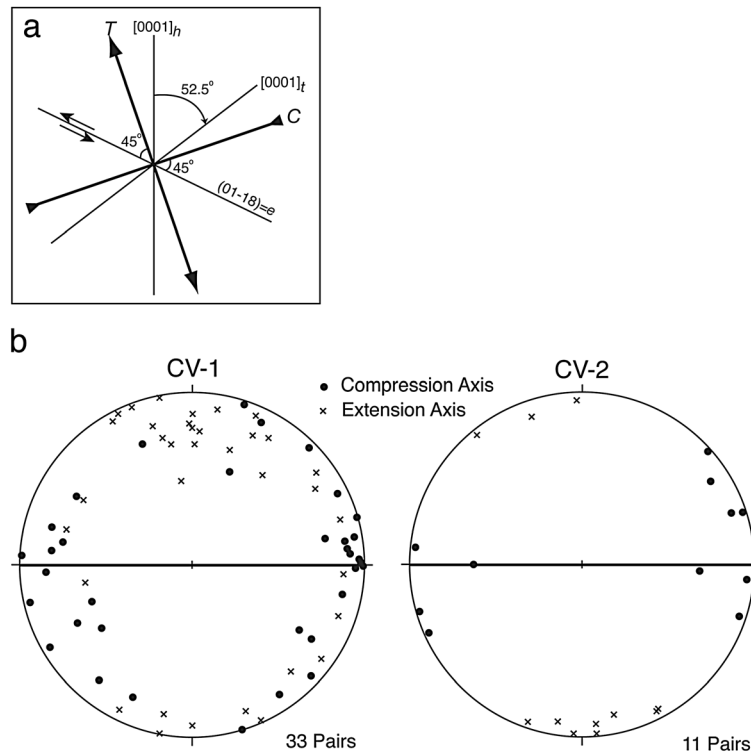 a
T
[0001]h
52.5°
[0001]t
C
45°
45°
(01-18)=e
b
CV-1
CV-2
Compression Axis
Extension Axis
33 Pairs
11 Pairs